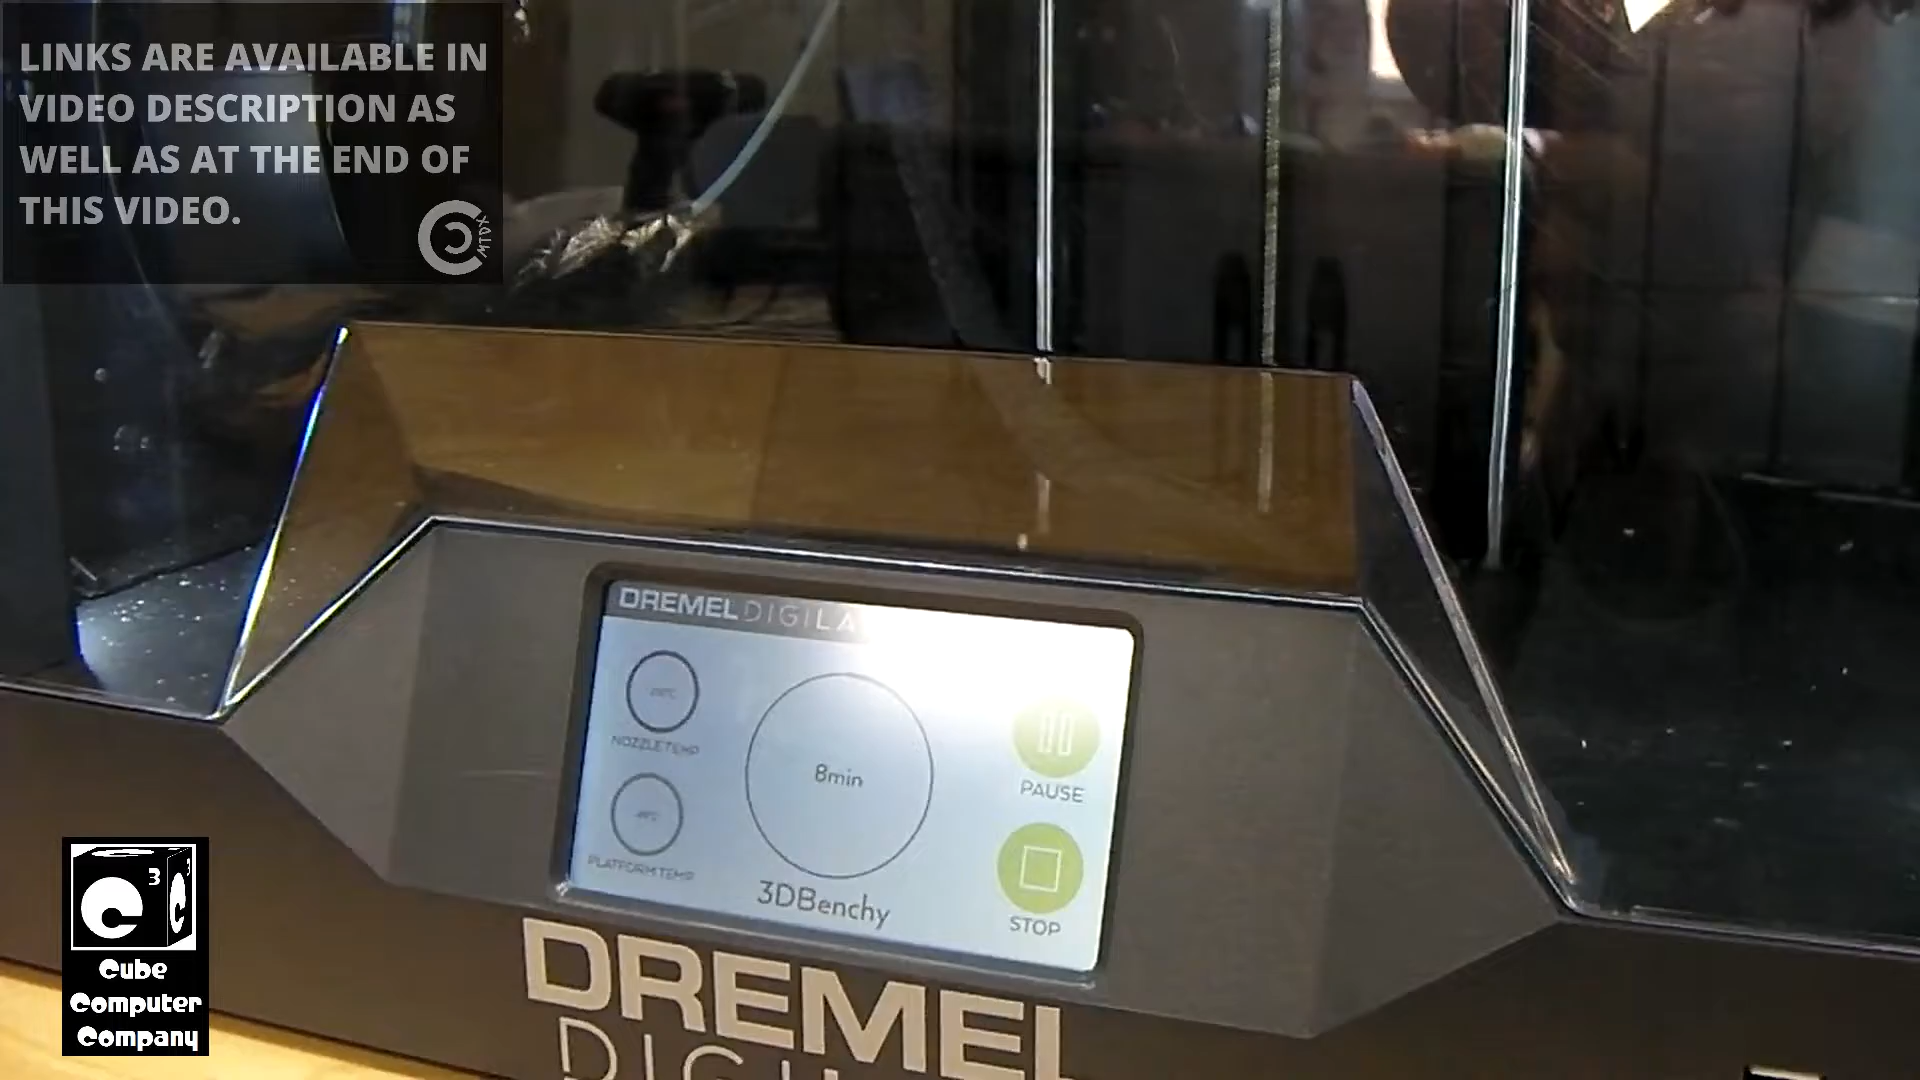 LINKS ARE AVAILABLE IN
VIDEO DESCRIPTION AS
WELL AS AT THE END OF
THIS VIDEO.
DREMEL DIGILA
NOZZLE TEMP
8min
PAUSE
PLATFORM TEMP
3DBenchy
STOP
DREMEL
Cube
Computer
Company